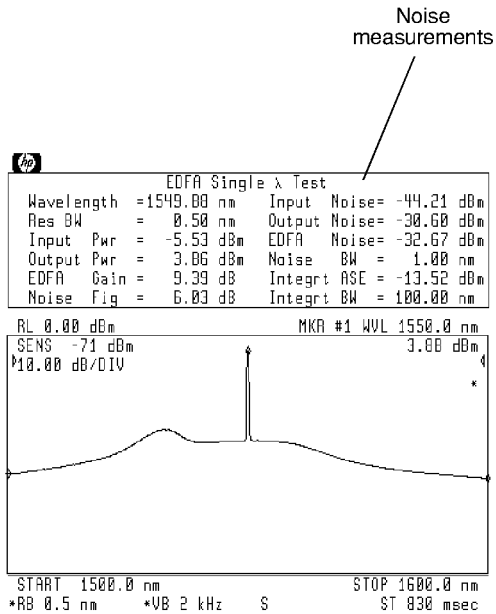 Noise
measurements
hp
EDFA Single λ Test
Wavelength =1549.88 nm Input Noise= -44.21 dBm
Res BW = 0.50 nm Output Noise= -30.60 dBm
Input Pwr = -5.53 dBm EDFA Noise= -32.67 dBm
Output Pwr = 3.86 dBm Noise BW = 1.00 nm
EDFA Gain = 9.39 dB Integrt ASE = -13.52 dBm
Noise Fig = 6.03 dB Integrt BW = 100.00 nm
RL 0.00 dBm MKR #1 WVL 1550.0 nm
SENS -71 dBm 3.88 dBm
10.00 dB/DIV
*
START 1500.0 nm STOP 1600.0 nm
*RB 0.5 nm *VB 2 kHz S ST 830 msec